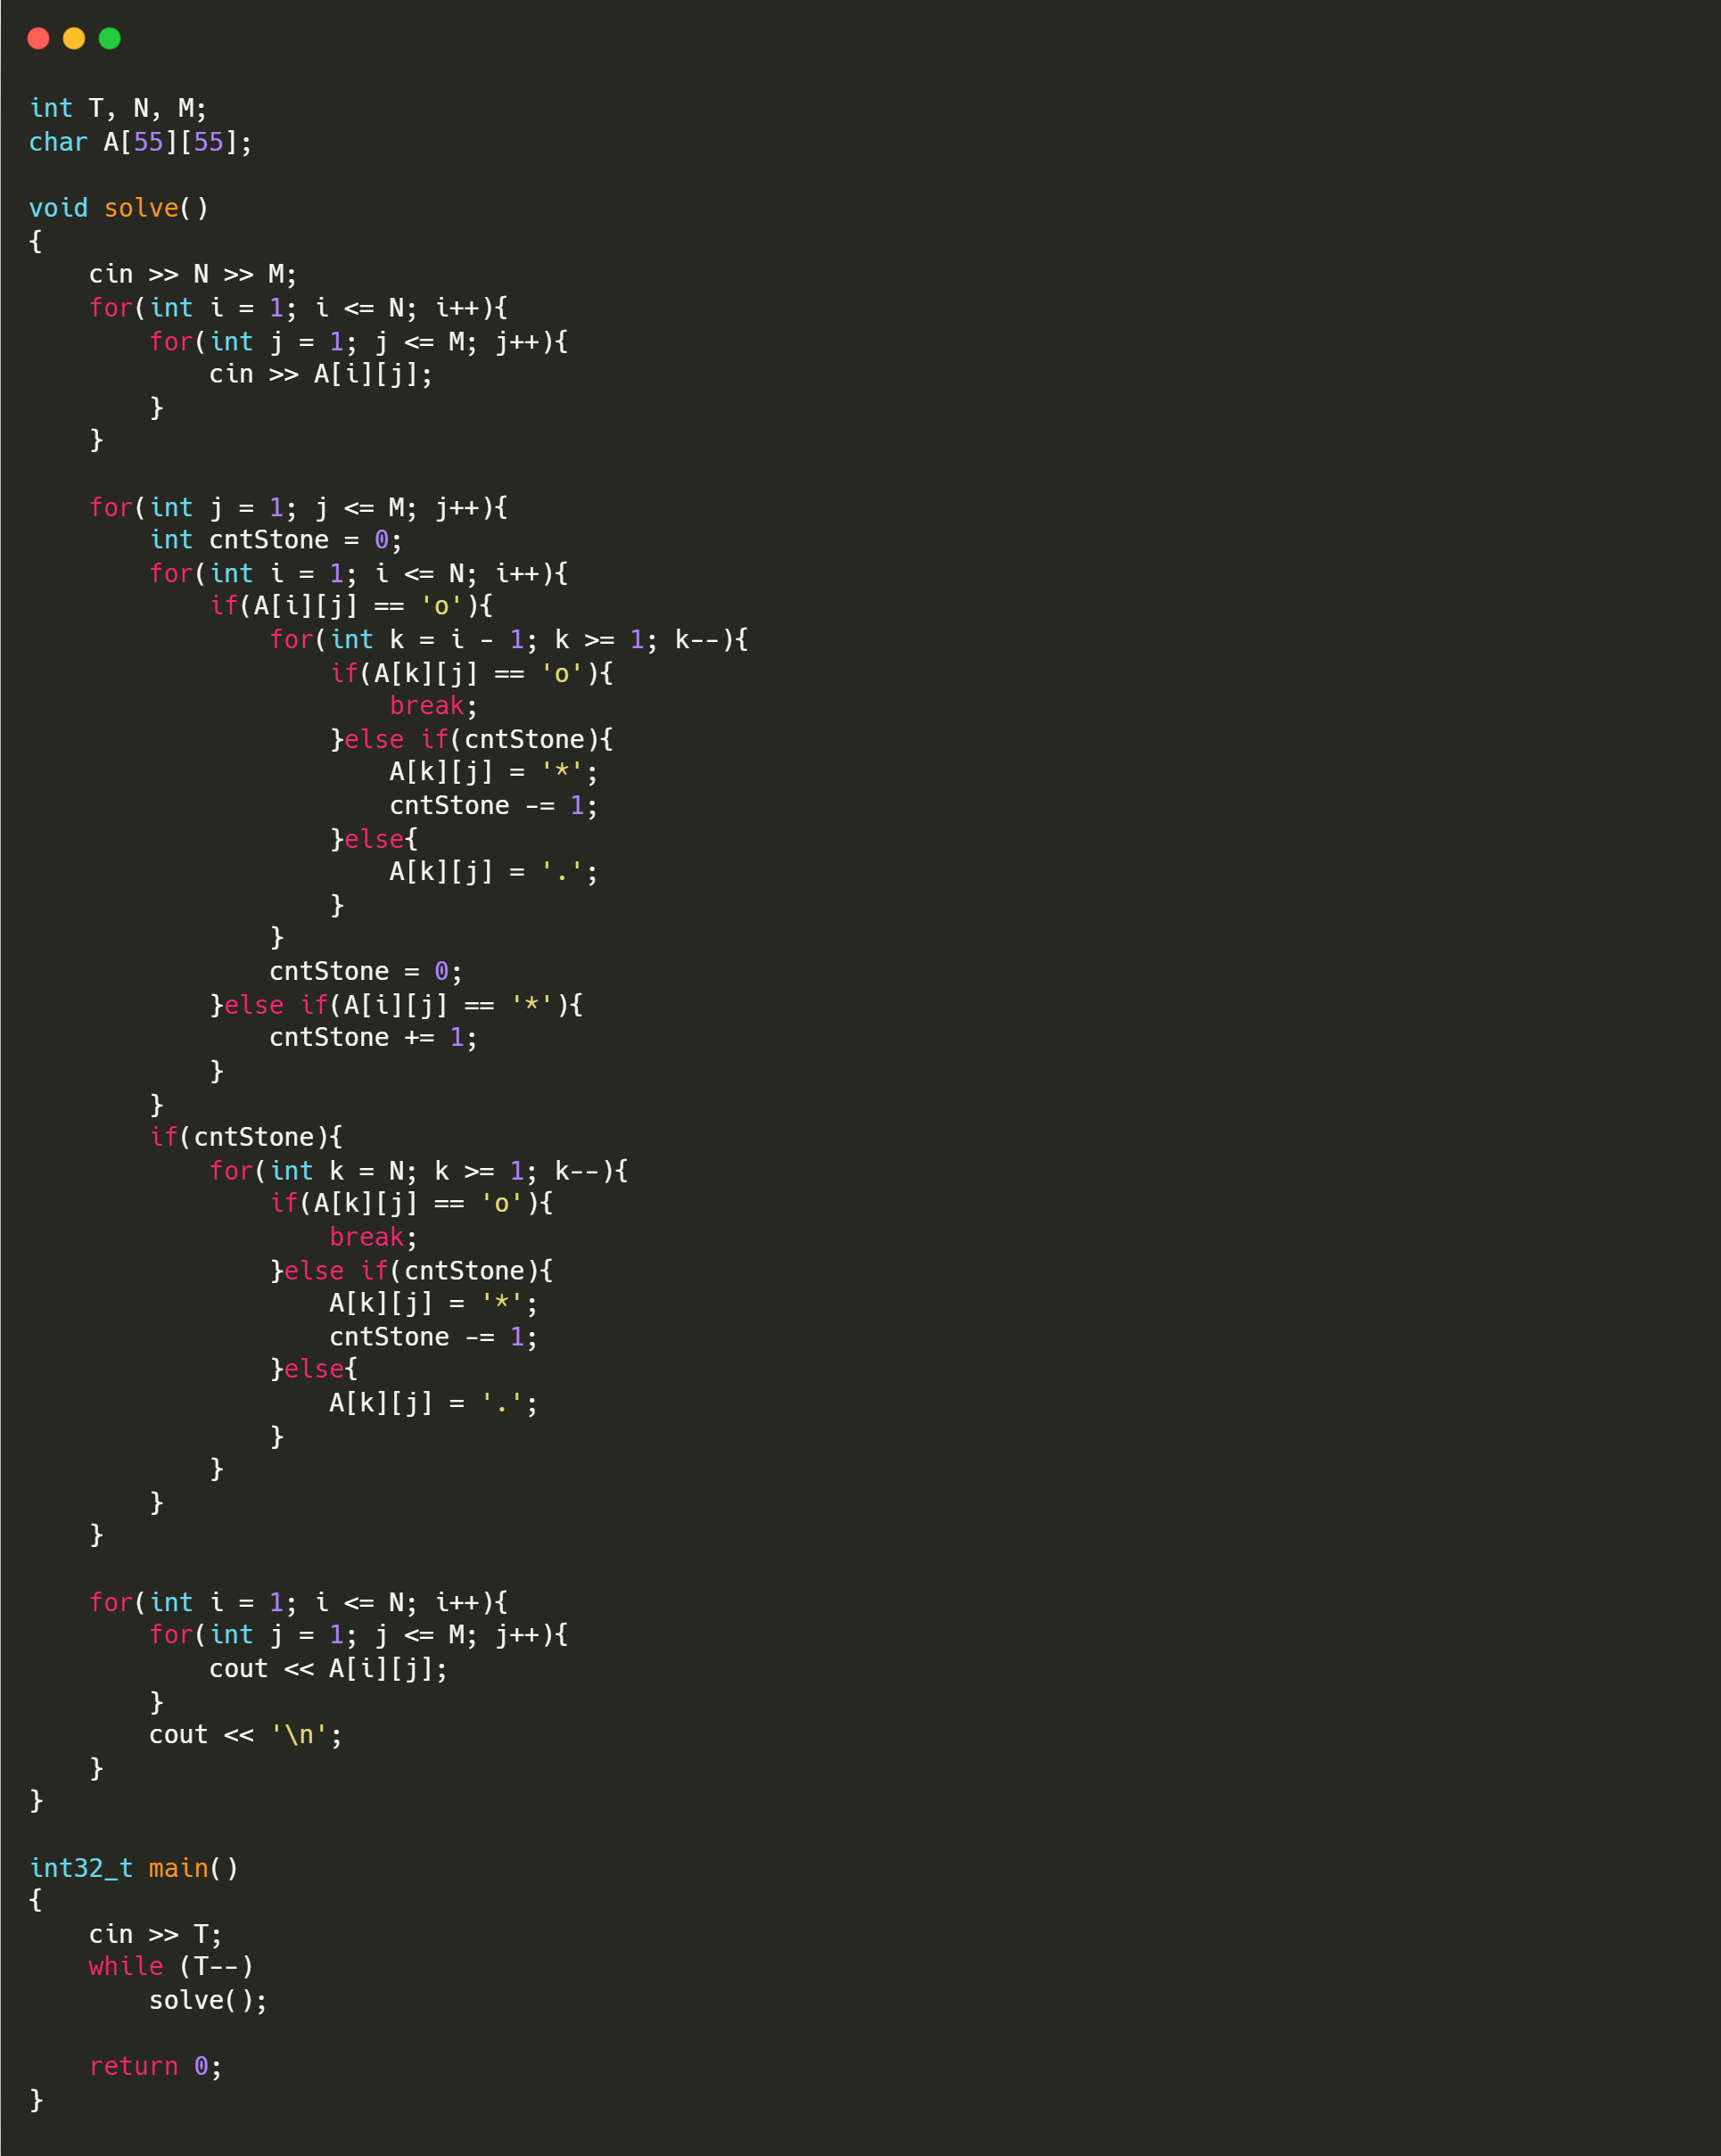 int T, N, M;
char A[55][55];

void solve()
{
    cin >> N >> M;
    for(int i = 1; i <= N; i++){
        for(int j = 1; j <= M; j++){
            cin >> A[i][j];
        }
    }

    for(int j = 1; j <= M; j++){
        int cntStone = 0;
        for(int i = 1; i <= N; i++){
            if(A[i][j] == 'o'){
                for(int k = i - 1; k >= 1; k--){
                    if(A[k][j] == 'o'){
                        break;
                    }else if(cntStone){
                        A[k][j] = '*';
                        cntStone -= 1;
                    }else{
                        A[k][j] = '.';
                    }
                }
                cntStone = 0;
            }else if(A[i][j] == '*'){
                cntStone += 1;
            }
        }
        if(cntStone){
            for(int k = N; k >= 1; k--){
                if(A[k][j] == 'o'){
                    break;
                }else if(cntStone){
                    A[k][j] = '*';
                    cntStone -= 1;
                }else{
                    A[k][j] = '.';
                }
            }
        }
    }

    for(int i = 1; i <= N; i++){
        for(int j = 1; j <= M; j++){
            cout << A[i][j];
        }
        cout << '\n';
    }
}

int32_t main()
{
    cin >> T;
    while (T--)
        solve();

    return 0;
}